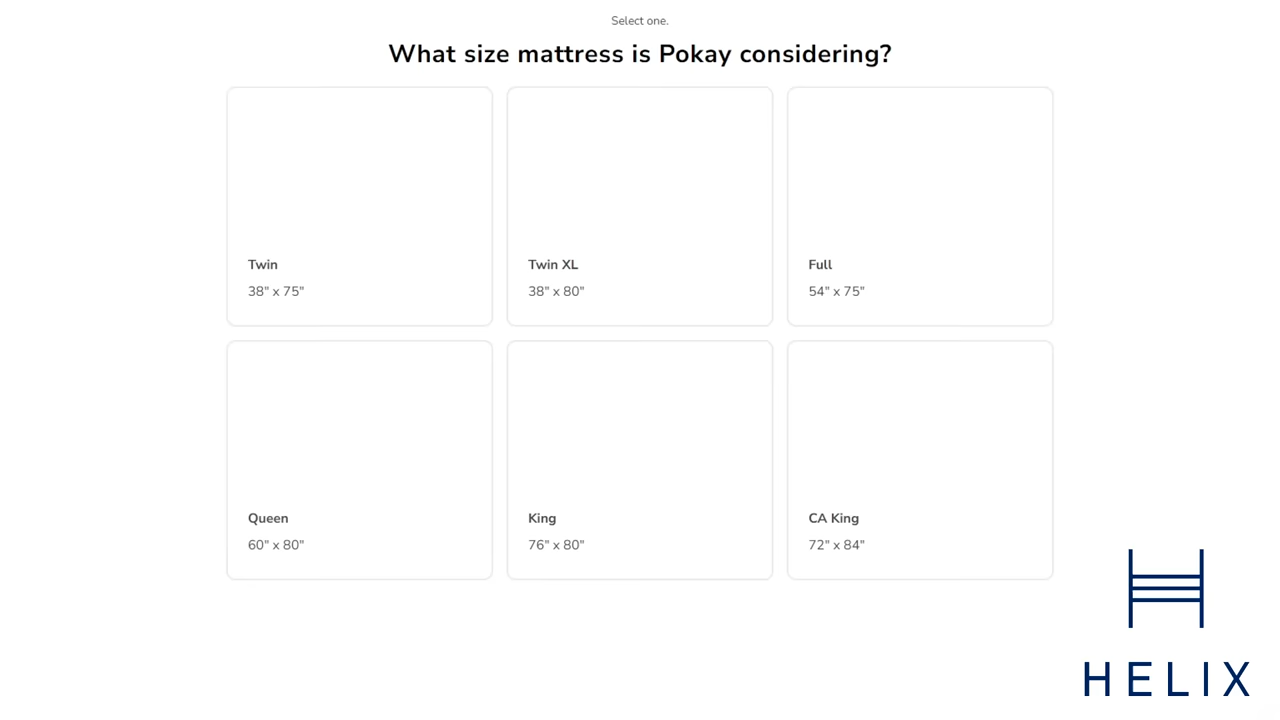 Select one.
What size mattress is Pokay considering?
Twin
38" x 75"
Twin XL
38" x 80"
Full
54" x 75"
Queen
60" x 80"
King
76" x 80"
CA King
72" x 84"
HELIX